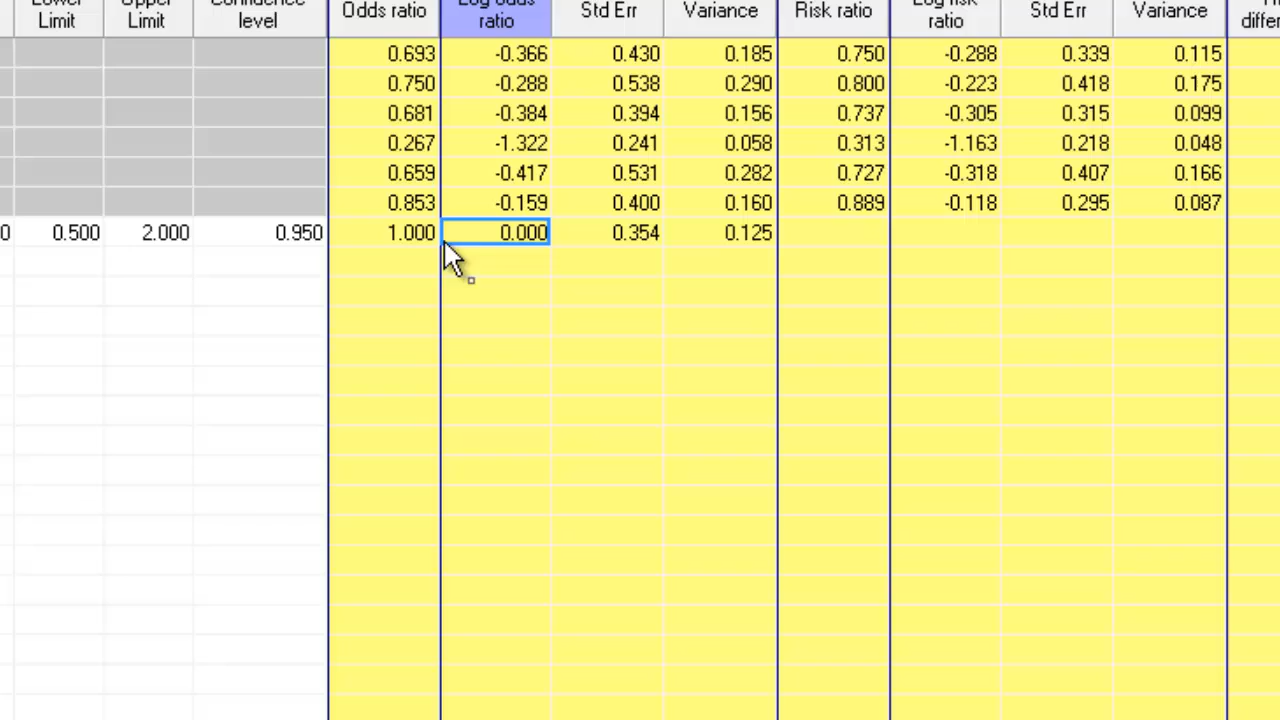 Lower Limit Upper Limit Confidence level Odds ratio Log odds ratio Std Err Variance Risk ratio Log risk ratio Std Err Variance
0.693 -0.366 0.430 0.185 0.750 -0.288 0.339 0.115
0.750 -0.288 0.538 0.290 0.800 -0.223 0.418 0.175
0.681 -0.384 0.394 0.156 0.737 -0.305 0.315 0.099
0.267 -1.322 0.241 0.058 0.313 -1.163 0.218 0.048
0.659 -0.417 0.531 0.282 0.727 -0.318 0.407 0.166
0.853 -0.159 0.400 0.160 0.889 -0.118 0.295 0.087
0 0.500 2.000 0.950 1.000 0.000 0.354 0.125